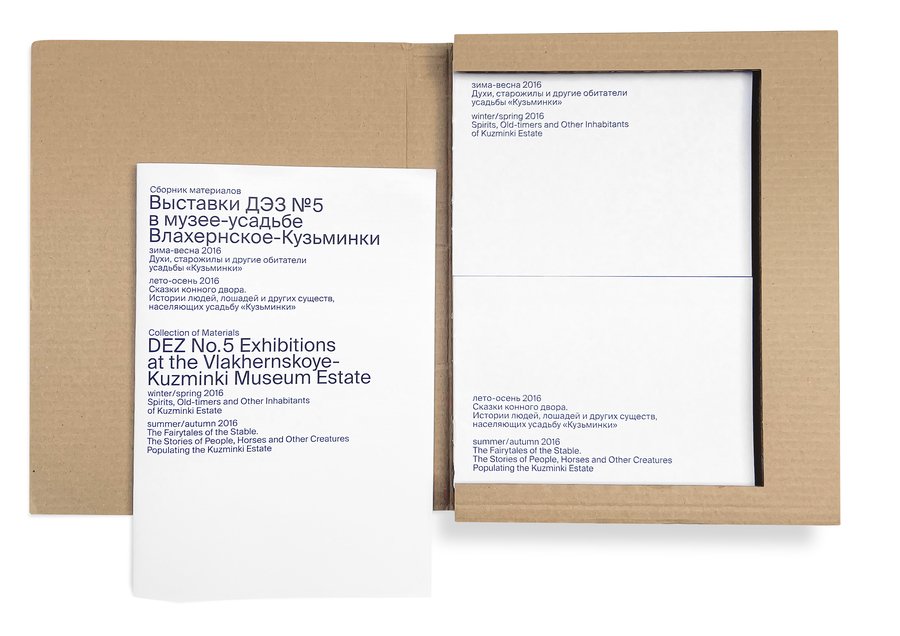 Сборник материалов
Выставки ДЭЗ №5
в музее-усадьбе
Влахернское-Кузьминки
зима-весна 2016
Духи, старожилы и другие обитатели
усадьбы «Кузьминки»
лето-осень 2016
Сказки конного двора.
Истории людей, лошадей и других существ,
населяющих усадьбу «Кузьминки»
Collection of Materials
DEZ No.5 Exhibitions
at the Vlakhernskoye-
Kuzminki Museum Estate
winter/spring 2016
Spirits, Old-timers and Other Inhabitants
of Kuzminki Estate
summer/autumn 2016
The Fairytales of the Stable.
The Stories of People, Horses and Other Creatures
Populating the Kuzminki Estate
зима-весна 2016
Духи, старожилы и другие обитатели
усадьбы «Кузьминки»
winter/spring 2016
Spirits, Old-timers and Other Inhabitants
of Kuzminki Estate
лето-осень 2016
Сказки конного двора.
Истории людей, лошадей и других существ,
населяющих усадьбу «Кузьминки»
summer/autumn 2016
The Fairytales of the Stable.
The Stories of People, Horses and Other Creatures
Populating the Kuzminki Estate